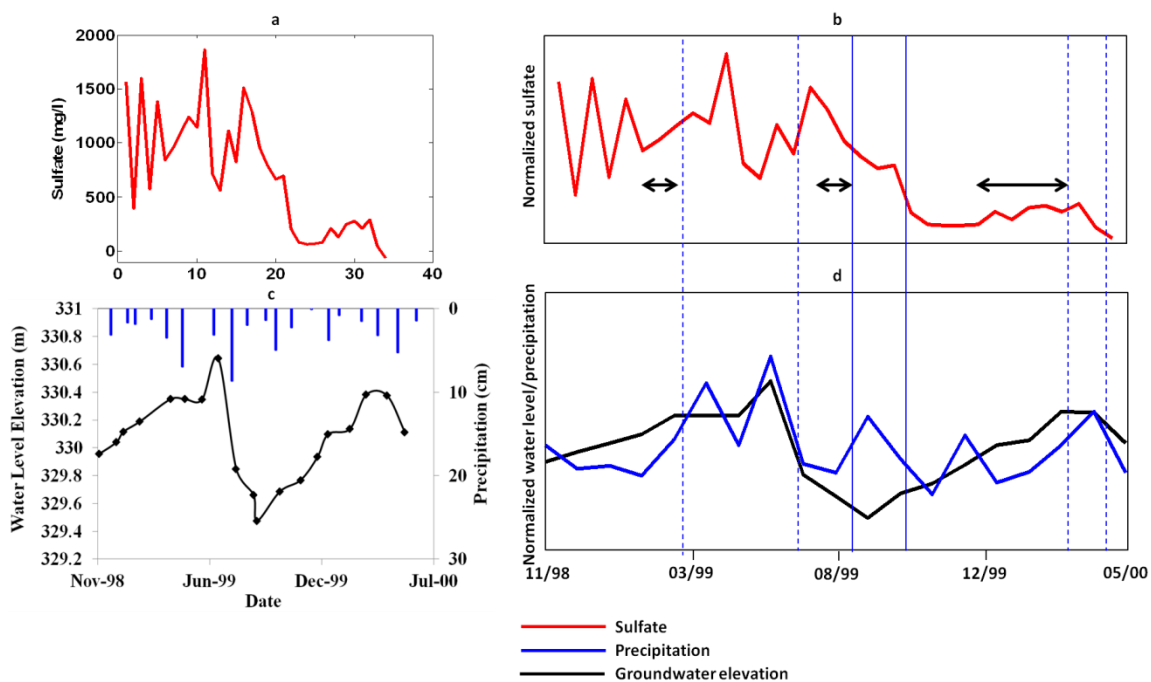 a
2000
1500
1000
500
0
Sulfate (mg/l)
0 10 20 30 40
b
Normalized sulfate
c
331
330.8
330.6
330.4
330.2
330
329.8
329.6
329.4
329.2
Water Level Elevation (m)
0
10
20
30
Precipitation (cm)
Nov-98 Jun-99 Dec-99 Jul-00
Date
d
Normalized water level/precipitation
11/98 03/99 08/99 12/99 05/00
Sulfate
Precipitation
Groundwater elevation